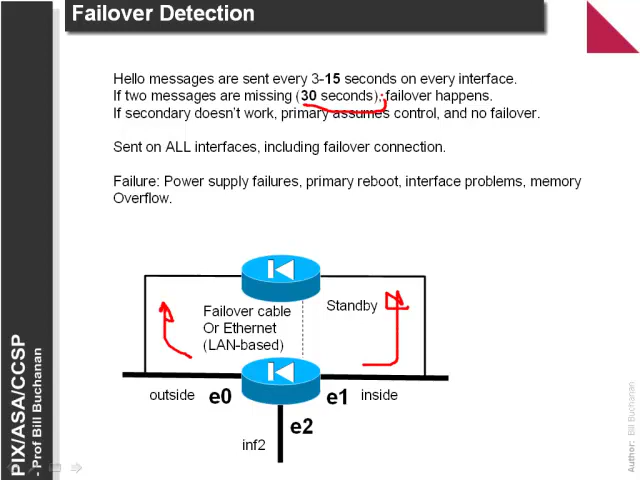 Failover Detection
Hello messages are sent every 3-15 seconds on every interface.
If two messages are missing (30 seconds); failover happens.
If secondary doesn't work, primary assumes control, and no failover.
Sent on ALL interfaces, including failover connection.
Failure: Power supply failures, primary reboot, interface problems, memory
Overflow.
Failover cable
Or Ethernet
(LAN-based)
Standby
outside
e0
e1
inside
e2
inf2
PIX/ASA/CCSP
- Prof Bill Buchanan
Author: Bill Buchanan